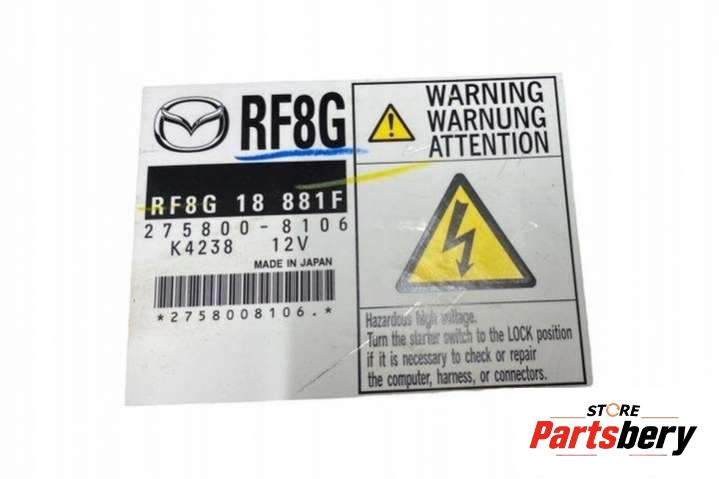 RF8G
RF8G 18 881F
275800-8106
K4238 12V
MADE IN JAPAN
*2758008106.*
WARNING
WARNUNG
ATTENTION
Hazardous high voltage.
Turn the starter switch to the LOCK position
if it is necessary to check or repair
the computer, harness, or connectors.
STORE
Partsbery